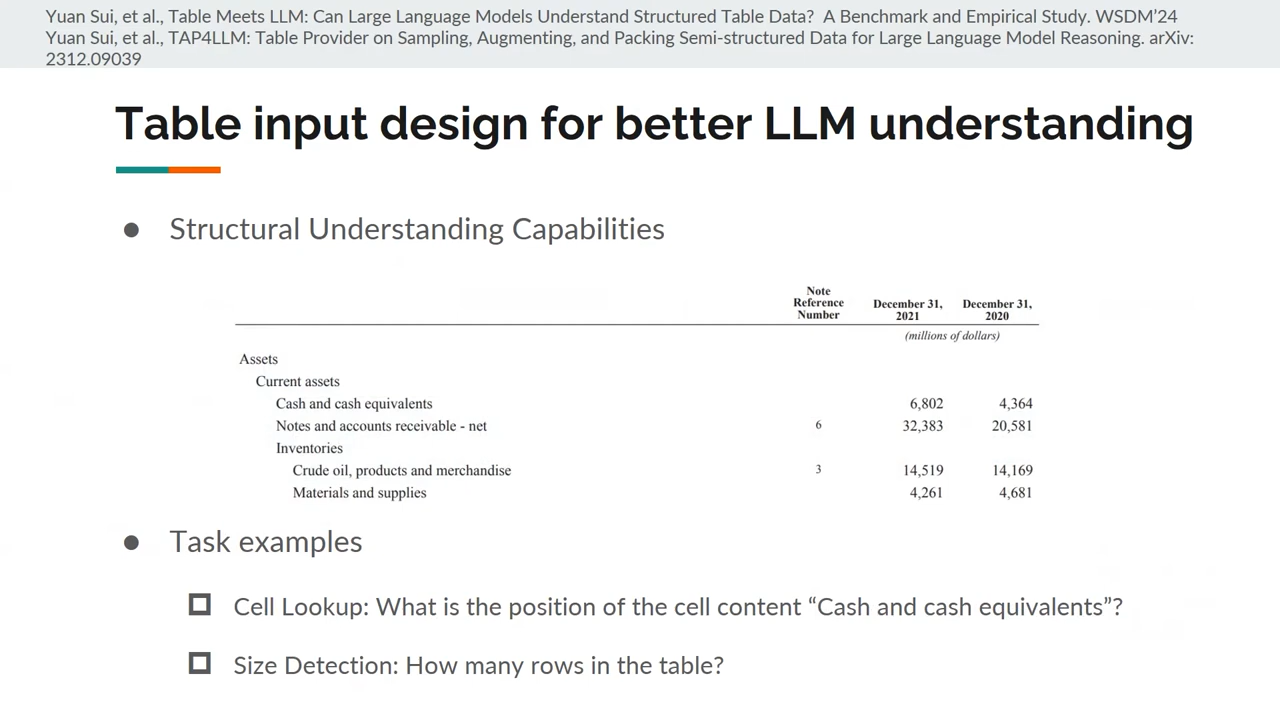 Yuan Sui, et al., Table Meets LLM: Can Large Language Models Understand Structured Table Data? A Benchmark and Empirical Study. WSDM’24
Yuan Sui, et al., TAP4LLM: Table Provider on Sampling, Augmenting, and Packing Semi-structured Data for Large Language Model Reasoning. arXiv:
2312.09039
Table input design for better LLM understanding
● Structural Understanding Capabilities
Note
Reference
Number
December 31,
2021
December 31,
2020
(millions of dollars)
Assets
Current assets
Cash and cash equivalents 6,802 4,364
Notes and accounts receivable - net 6 32,383 20,581
Inventories
Crude oil, products and merchandise 3 14,519 14,169
Materials and supplies 4,261 4,681
● Task examples
Cell Lookup: What is the position of the cell content “Cash and cash equivalents”?
Size Detection: How many rows in the table?